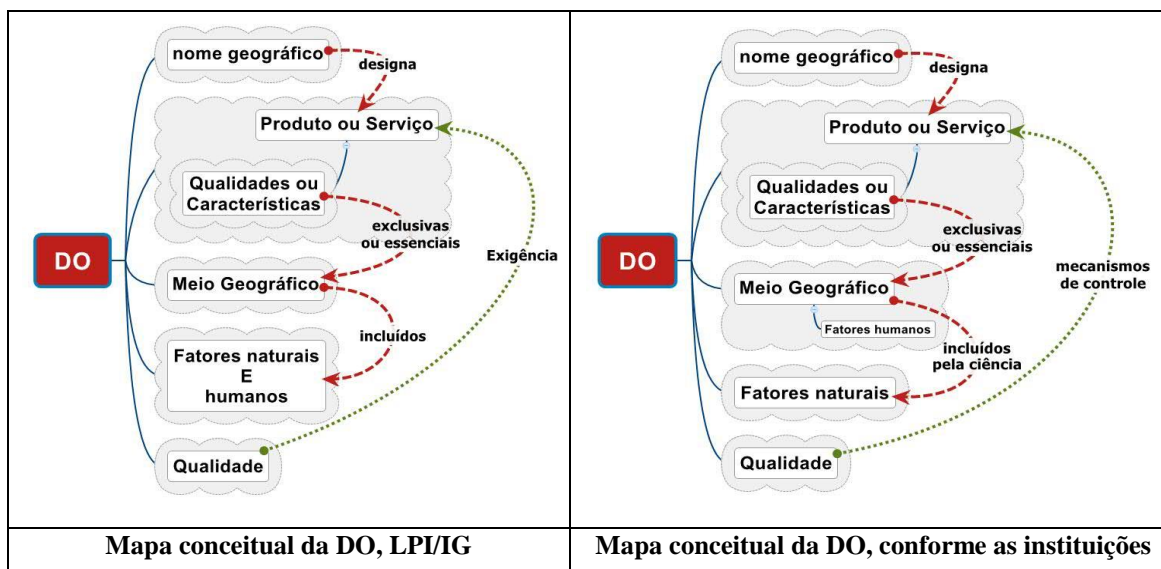 nome geográfico
designa
Produto ou Serviço
Qualidades ou
Características
exclusivas
ou essenciais
DO
Exigência
Meio Geográfico
incluídos
Fatores naturais
E
humanos
Qualidade
Mapa conceitual da DO, LPI/IG
nome geográfico
designa
Produto ou Serviço
Qualidades ou
Características
exclusivas
ou essenciais
DO
mecanismos
de controle
Meio Geográfico
Fatores humanos
incluídos
pela ciência
Fatores naturais
Qualidade
Mapa conceitual da DO, conforme as instituições